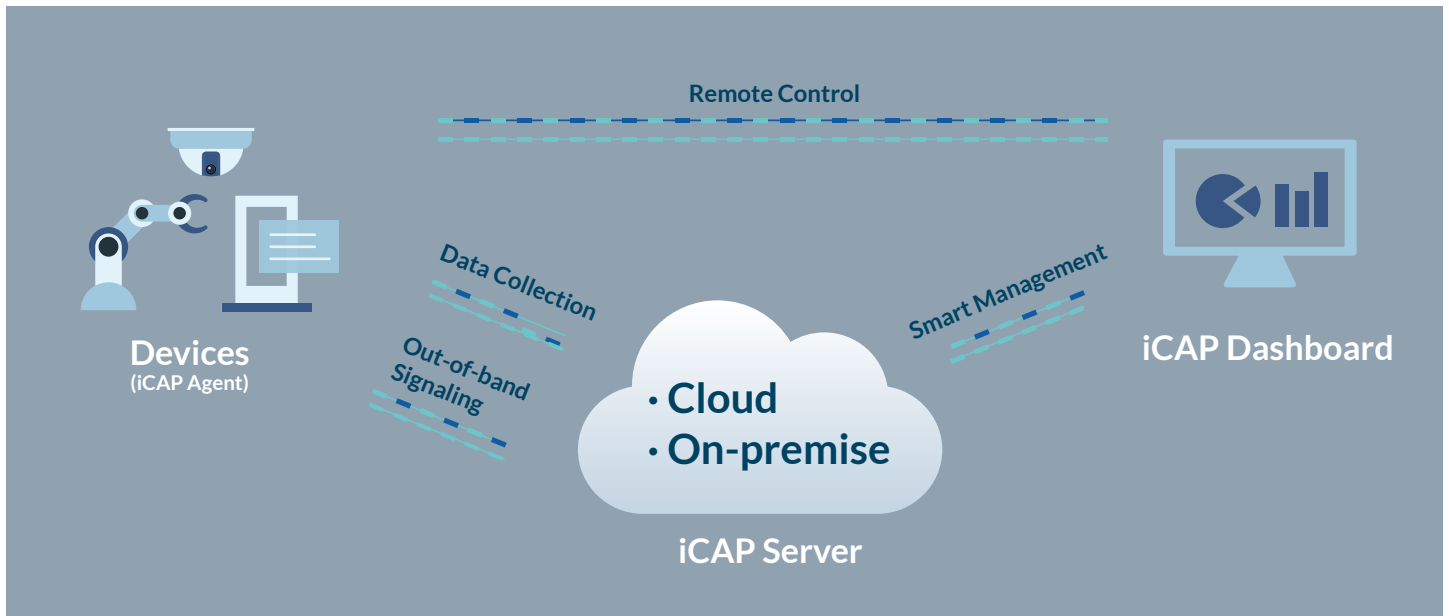 Remote Control
Data Collection
Smart Management
Out-of-band
Signaling
Devices
(iCAP Agent)
iCAP Dashboard
· Cloud
· On-premise
iCAP Server